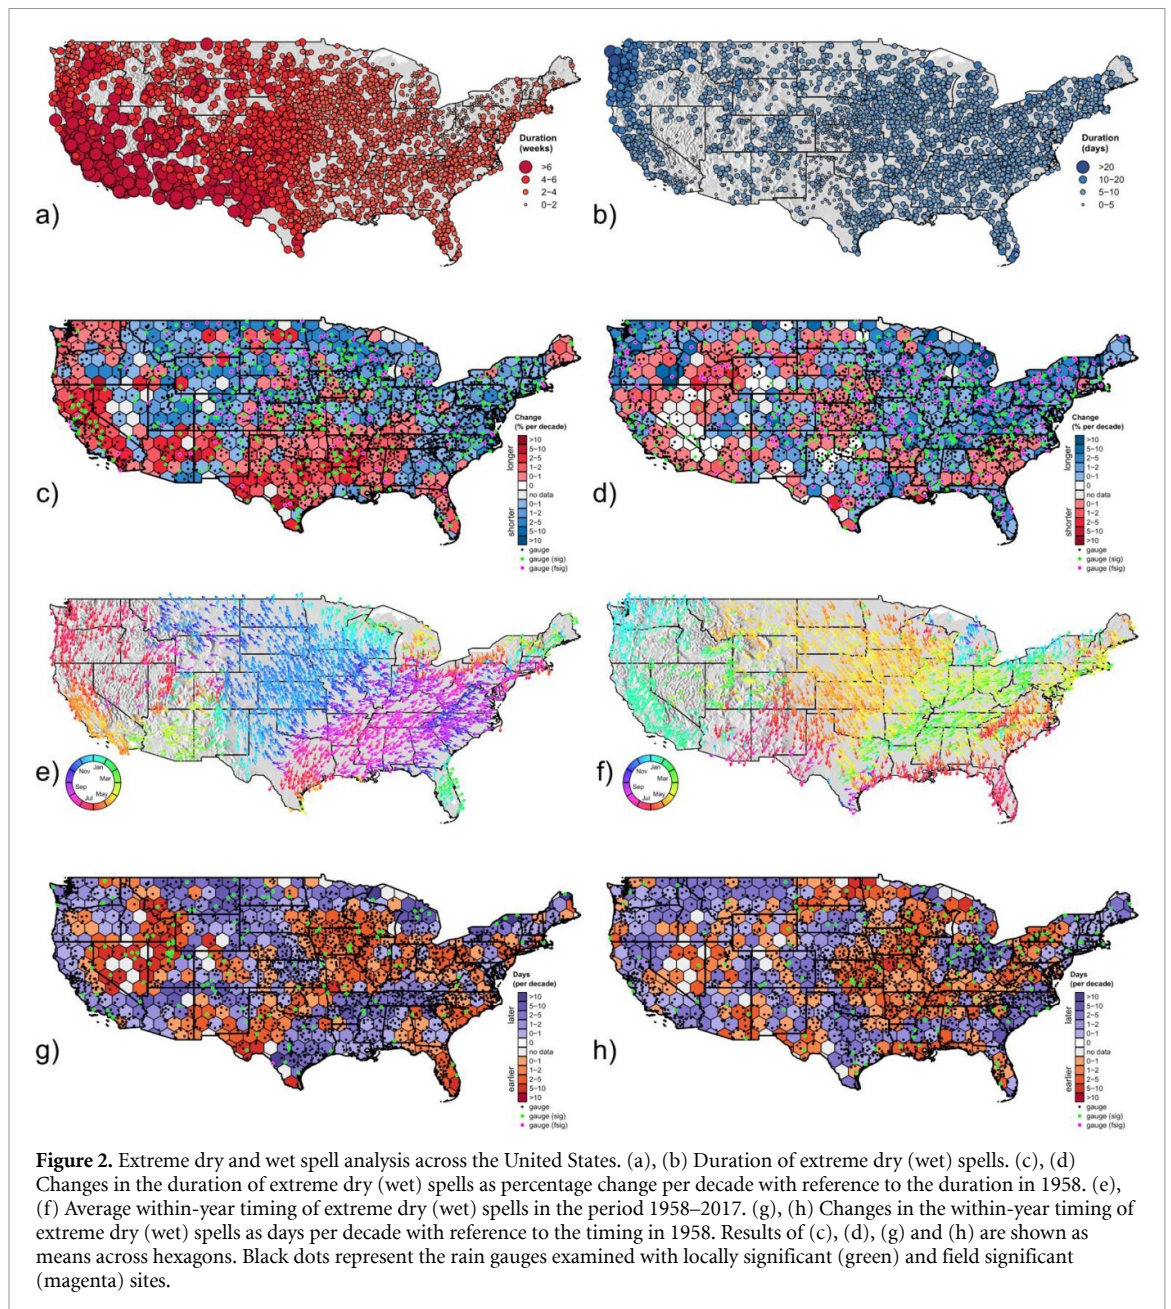 Duration
(weeks)
>6
4–6
2–4
0–2
a)
Duration
(days)
>20
10–20
5–10
0–5
b)
Change
(% per decade)
>10
5–10
2–5
1–2
0–1
0
no data
0–1
1–2
2–5
5–10
>10
longer
shorter
gauge
gauge (sig)
gauge (fsig)
c)
Change
(% per decade)
>10
5–10
2–5
1–2
0–1
0
no data
0–1
1–2
2–5
5–10
>10
longer
shorter
gauge
gauge (sig)
gauge (fsig)
d)
e)
Jan
Mar
May
Jul
Sep
Nov
f)
Jan
Mar
May
Jul
Sep
Nov
Days
(per decade)
>10
5–10
2–5
1–2
0–1
0
no data
0–1
1–2
2–5
5–10
>10
later
earlier
gauge
gauge (sig)
gauge (fsig)
g)
Days
(per decade)
>10
5–10
2–5
1–2
0–1
0
no data
0–1
1–2
2–5
5–10
>10
later
earlier
gauge
gauge (sig)
gauge (fsig)
h)
Figure 2. Extreme dry and wet spell analysis across the United States. (a), (b) Duration of extreme dry (wet) spells. (c), (d)
Changes in the duration of extreme dry (wet) spells as percentage change per decade with reference to the duration in 1958. (e),
(f) Average within-year timing of extreme dry (wet) spells in the period 1958–2017. (g), (h) Changes in the within-year timing of
extreme dry (wet) spells as days per decade with reference to the timing in 1958. Results of (c), (d), (g) and (h) are shown as
means across hexagons. Black dots represent the rain gauges examined with locally significant (green) and field significant
(magenta) sites.